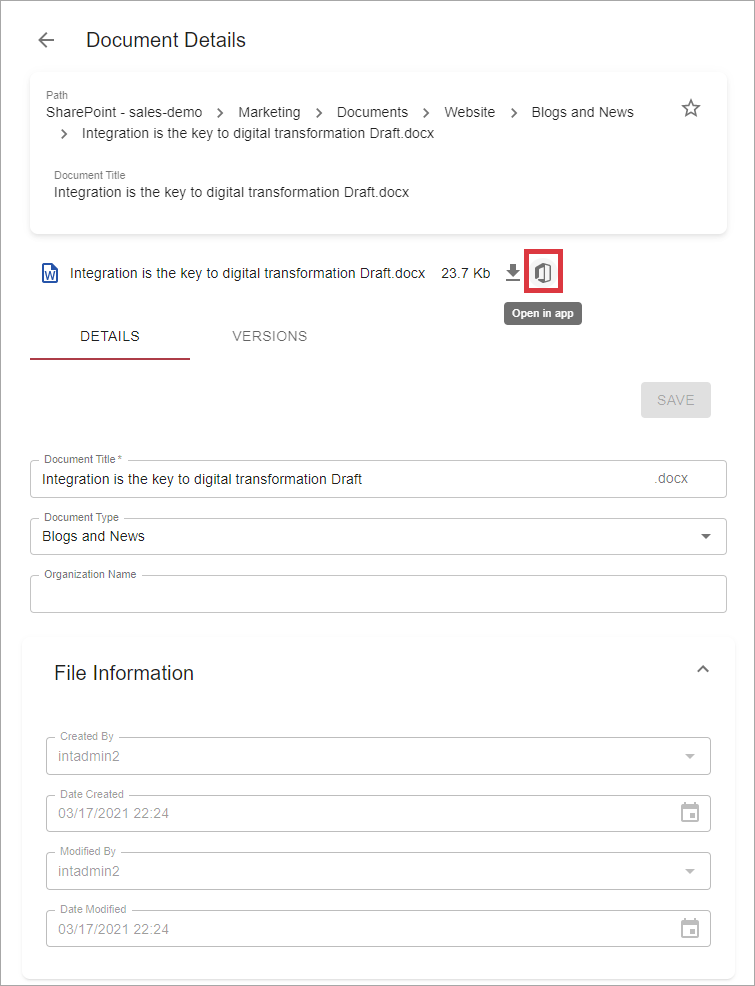 Document Details
Path
SharePoint - sales-demo > Marketing > Documents > Website > Blogs and News
> Integration is the key to digital transformation Draft.docx
Document Title
Integration is the key to digital transformation Draft.docx
W Integration is the key to digital transformation Draft.docx 23.7 Kb
Open in app
DETAILS VERSIONS
SAVE
Document Title *
Integration is the key to digital transformation Draft .docx
Document Type
Blogs and News
Organization Name
File Information
Created By
intadmin2
Date Created
03/17/2021 22:24
Modified By
intadmin2
Date Modified
03/17/2021 22:24